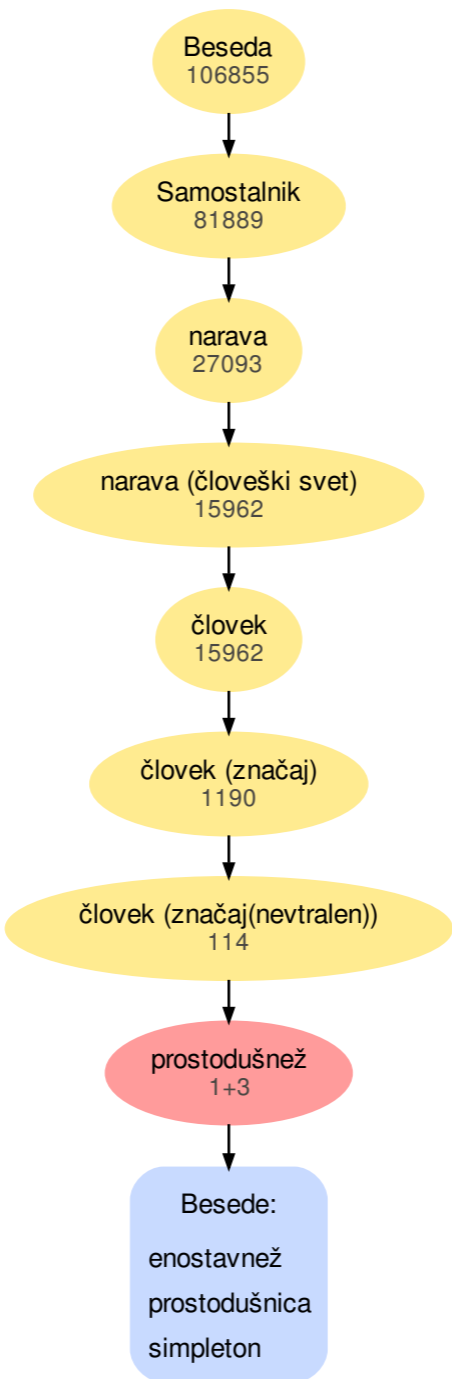 Beseda
106855
Samostalnik
81889
narava
27093
narava (človeški svet)
15962
človek
15962
človek (značaj)
1190
človek (značaj(nevtralen))
114
prostodušnež
1+3
Besede:
enostavnež
prostodušnica
simpleton